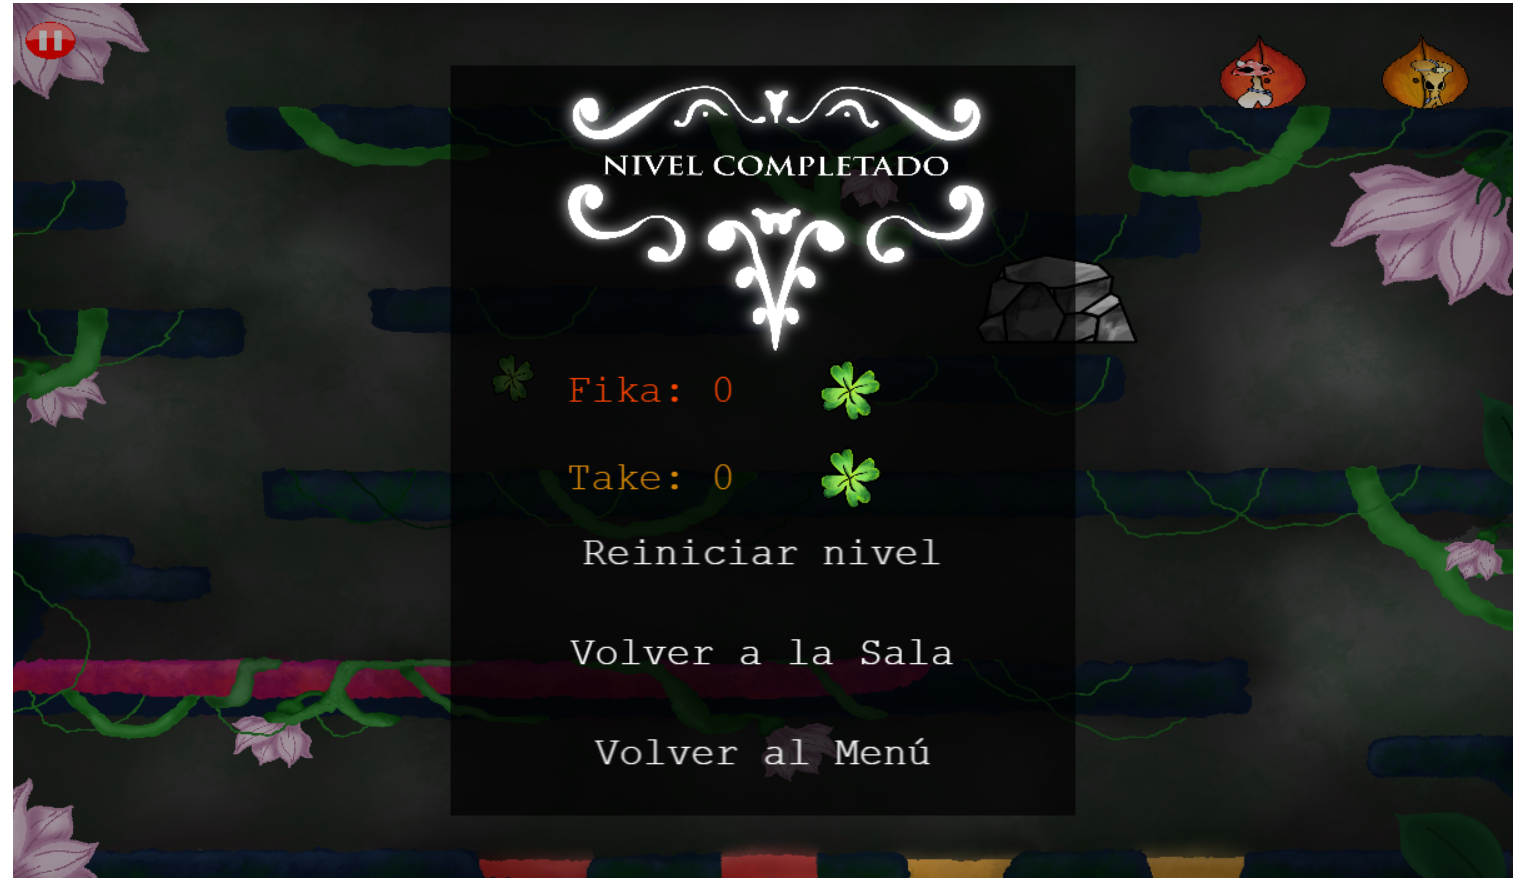 NIVEL COMPLETADO
Fika: 0
Take: 0
Reiniciar nivel
Volver a la Sala
Volver al Menú